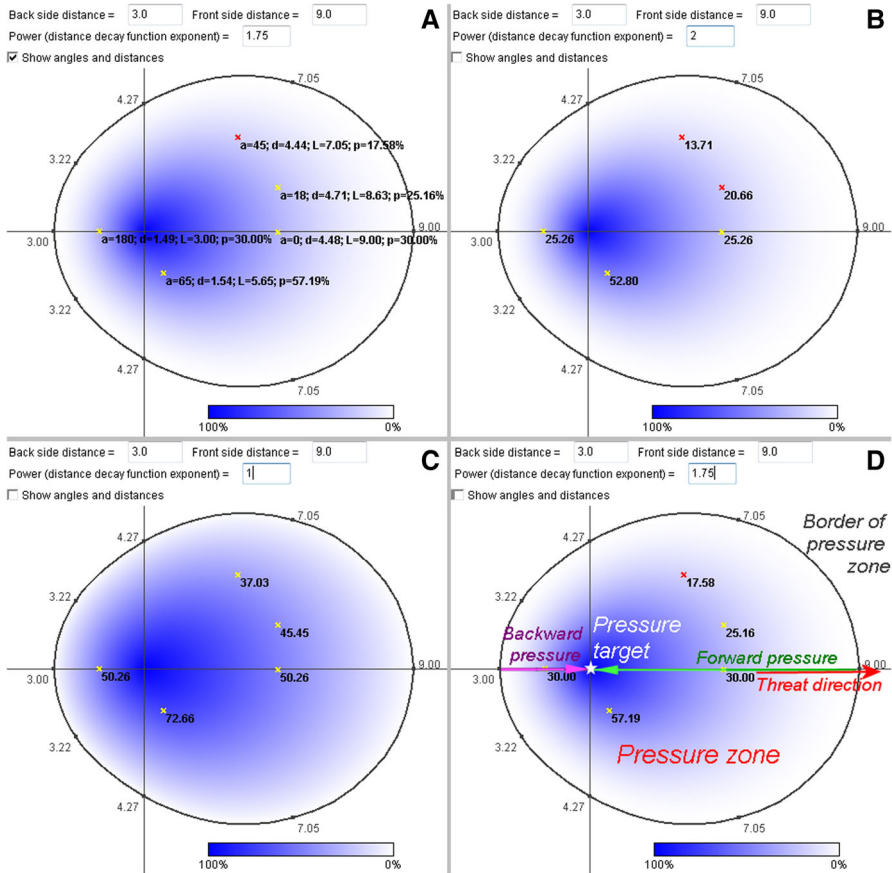 Back side distance = 3.0 Front side distance = 9.0 A
Power (distance decay function exponent) = 1.75
Show angles and distances
7.05
4.27
3.22
a=45; d=4.44; L=7.05; p=17.58%
a=18; d=4.71; L=8.63; p=25.16%
9.00
3.00
a=180; d=1.49; L=3.00; p=30.00%
a=0; d=4.48; L=9.00; p=30.00%
a=65; d=1.54; L=5.65; p=57.19%
3.22
4.27
7.05
100% 0%
Back side distance = 3.0 Front side distance = 9.0 B
Power (distance decay function exponent) = 2
Show angles and distances
7.05
4.27
13.71
3.22
20.66
9.00
3.00
25.26
25.26
52.80
3.22
4.27
7.05
100% 0%
Back side distance = 3.0 Front side distance = 9.0 C
Power (distance decay function exponent) = 1
Show angles and distances
7.05
4.27
37.03
3.22
45.45
9.00
3.00
50.26
50.26
72.66
3.22
4.27
7.05
100% 0%
Back side distance = 3.0 Front side distance = 9.0 D
Power (distance decay function exponent) = 1.75
Show angles and distances
7.05
Border of
pressure
zone
4.27
17.58
3.22
25.16
Backward
pressure
Pressure
target
Forward pressure
9.00
3.00
30.00
30.00
Threat direction
57.19
3.22
Pressure zone
4.27
7.05
100% 0%